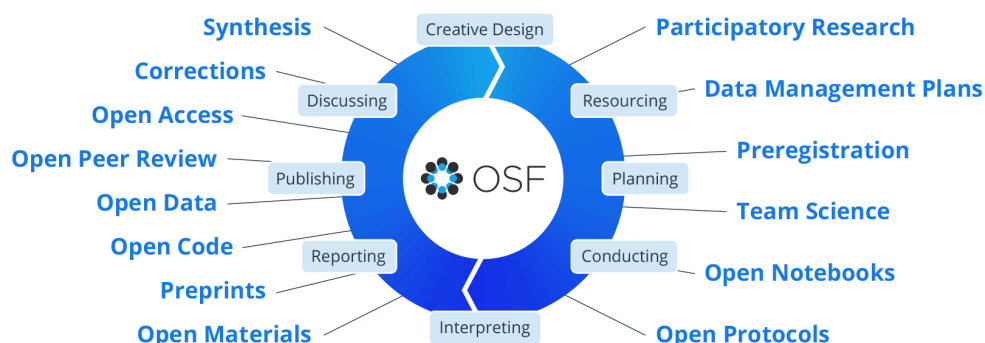 Creative Design
Synthesis
Participatory Research
Corrections
Discussing
Resourcing
Data Management Plans
Open Access
Open Peer Review
Preregistration
Publishing
OSF
Planning
Open Data
Team Science
Open Code
Reporting
Conducting
Open Notebooks
Preprints
Open Materials
Interpreting
Open Protocols